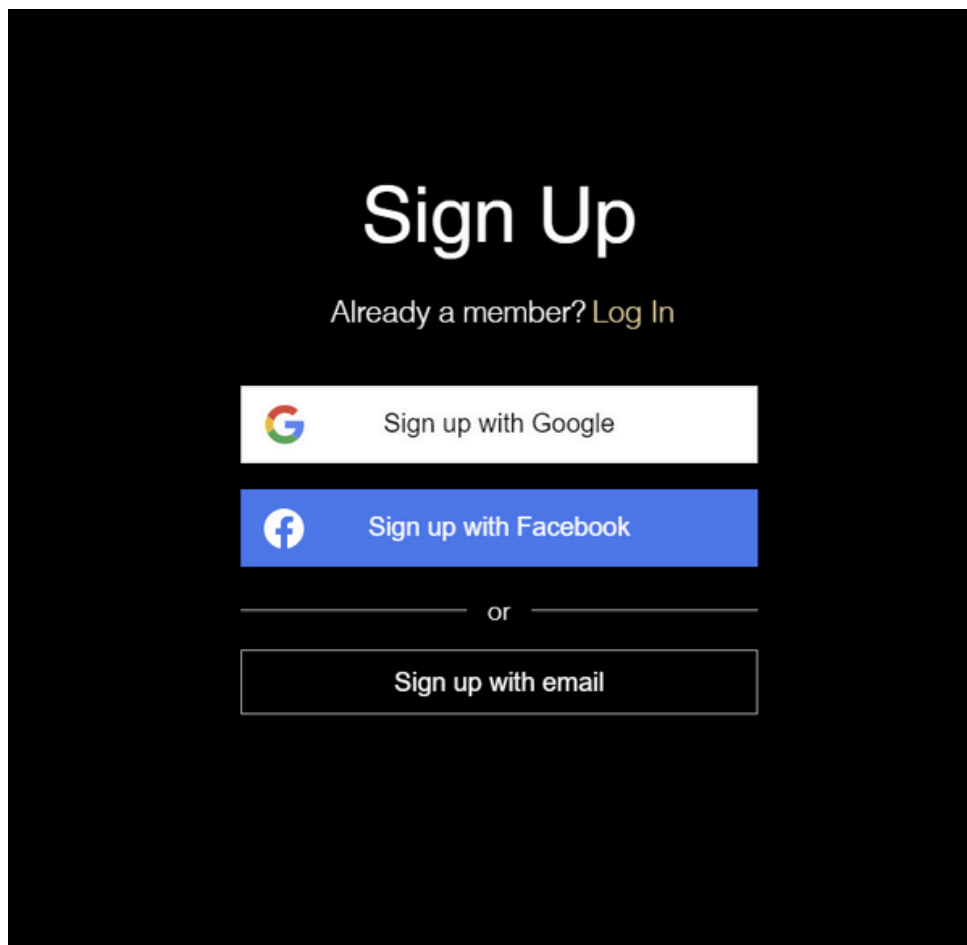 Sign Up
Already a member? Log In
Sign up with Google
Sign up with Facebook
or
Sign up with email